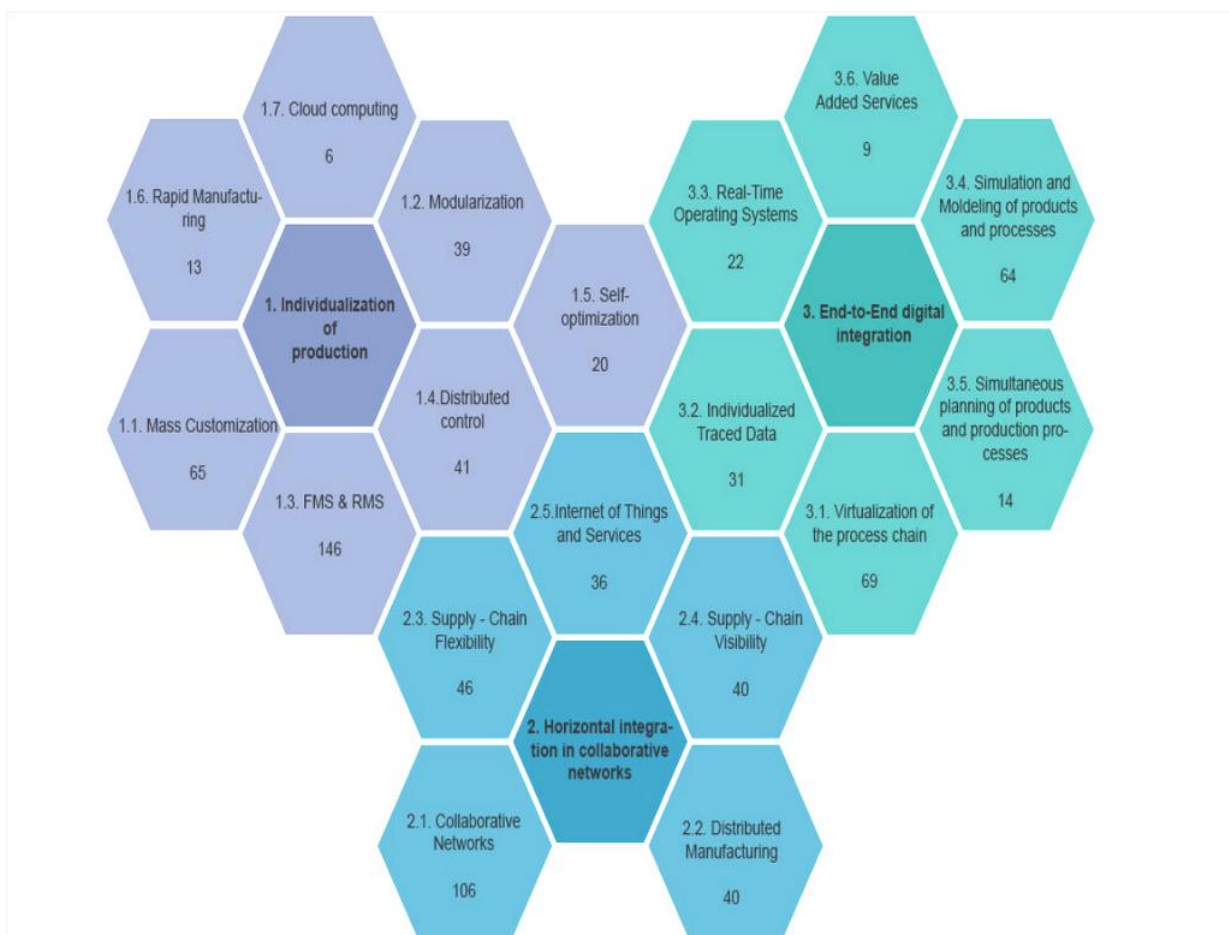 1.7. Cloud computing
6
1.6. Rapid Manufactu-
ring
13
1.2. Modularization
39
1. Individualization
of
production
1.5. Self-
optimization
20
1.1. Mass Customization
65
1.4.Distributed
control
41
1.3. FMS & RMS
146
3.6. Value
Added Services
9
3.3. Real-Time
Operating Systems
22
3.4. Simulation and
Moldeling of products
and processes
64
3. End-to-End digital
integration
3.2. Individualized
Traced Data
31
3.5. Simultaneous
planning of products
and production pro-
cesses
14
3.1. Virtualization of
the process chain
69
2.5.Internet of Things
and Services
36
2.3. Supply - Chain
Flexibility
46
2.4. Supply - Chain
Visibility
40
2. Horizontal integra-
tion in collaborative
networks
2.1. Collaborative
Networks
106
2.2. Distributed
Manufacturing
40